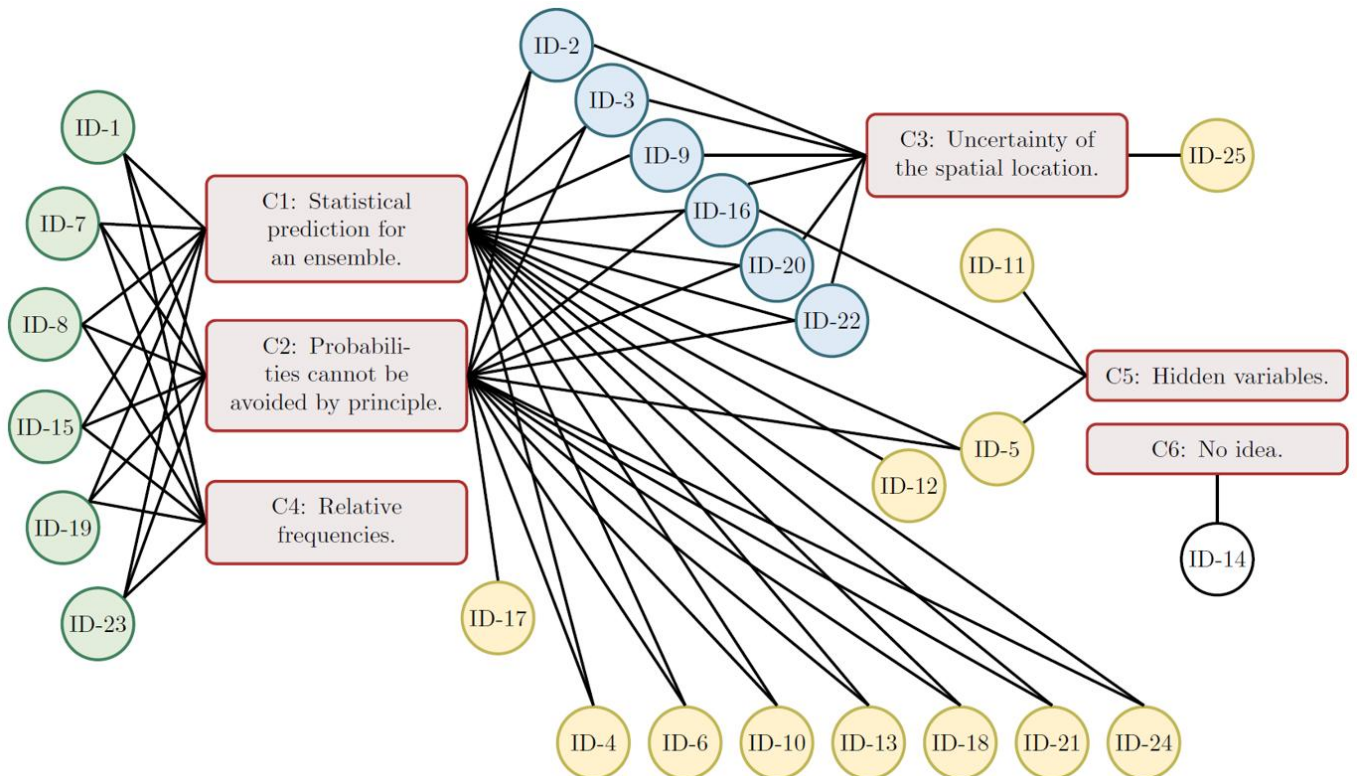 ID-2
ID-3
ID-1
C3: Uncertainty of
the spatial location.
ID-9
ID-25
C1: Statistical
prediction for
an ensemble.
ID-16
ID-7
ID-20
ID-11
ID-8
ID-22
C2: Probabili-
ties cannot be
avoided by principle.
C5: Hidden variables.
ID-15
ID-5
C6: No idea.
ID-12
C4: Relative
frequencies.
ID-19
ID-14
ID-17
ID-23
ID-4
ID-6
ID-10
ID-13
ID-18
ID-21
ID-24